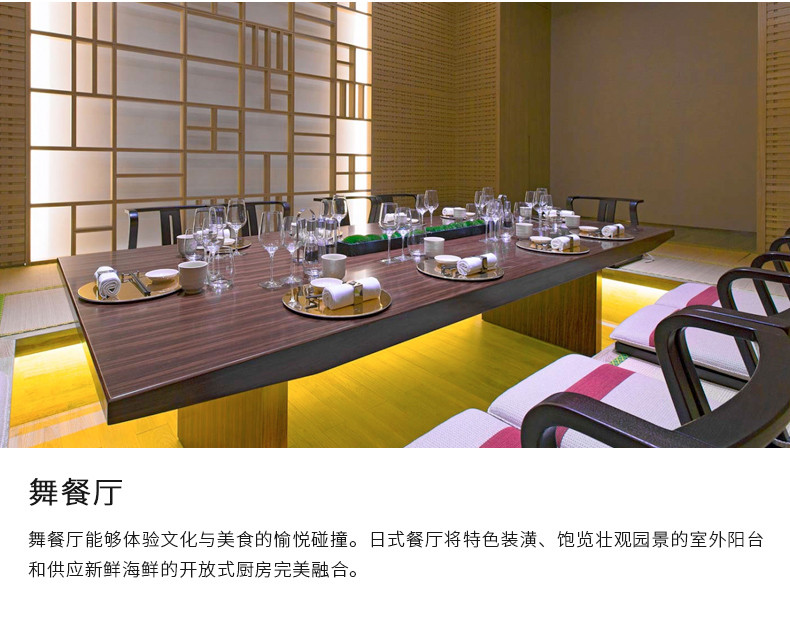 舞餐厅
舞餐厅能够体验文化与美食的愉悦碰撞。日式餐厅将特色装潢、饱览壮观园景的室外阳台
和供应新鲜海鲜的开放式厨房完美融合。